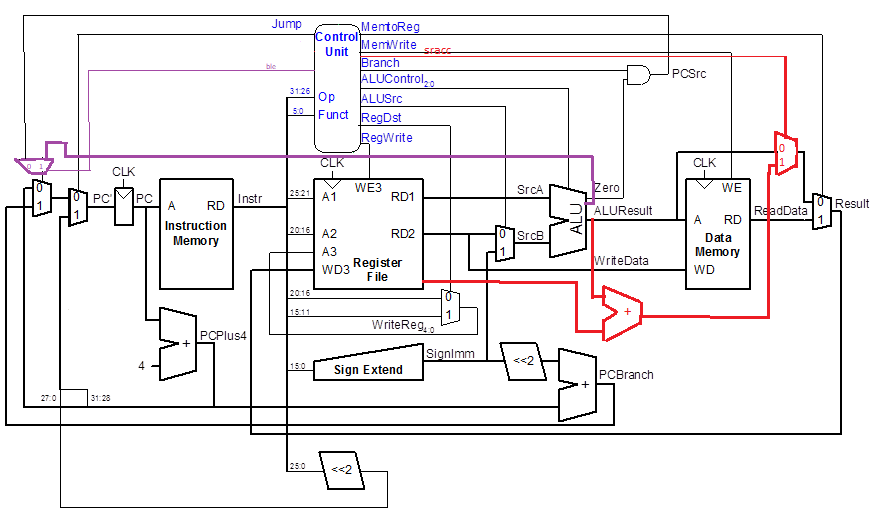 Jump
Control
Unit
MemtoReg
MemWrite
sracc
Branch
blc
ALUControl2:0
PCSrc
31:26
Op
ALUSrc
5:0
Funct
RegDst
RegWrite
0 1
CLK
0
1
0
1
PC'
PC
A RD
Instruction
Memory
Instr
25:21
20:16
CLK
WE3
A1
RD1
A2
RD2
A3
WD3
Register
File
SrcA
SrcB
0
1
ALU
Zero
ALUResult
WriteData
CLK
WE
A RD
Data
Memory
WD
0
1
ReadData
0
1
Result
20:16
15:11
0
1
WriteReg4:0
+
PCPlus4
4
+
15:0
Sign Extend
SignImm
<<2
+
PCBranch
27:0
31:28
25:0
<<2